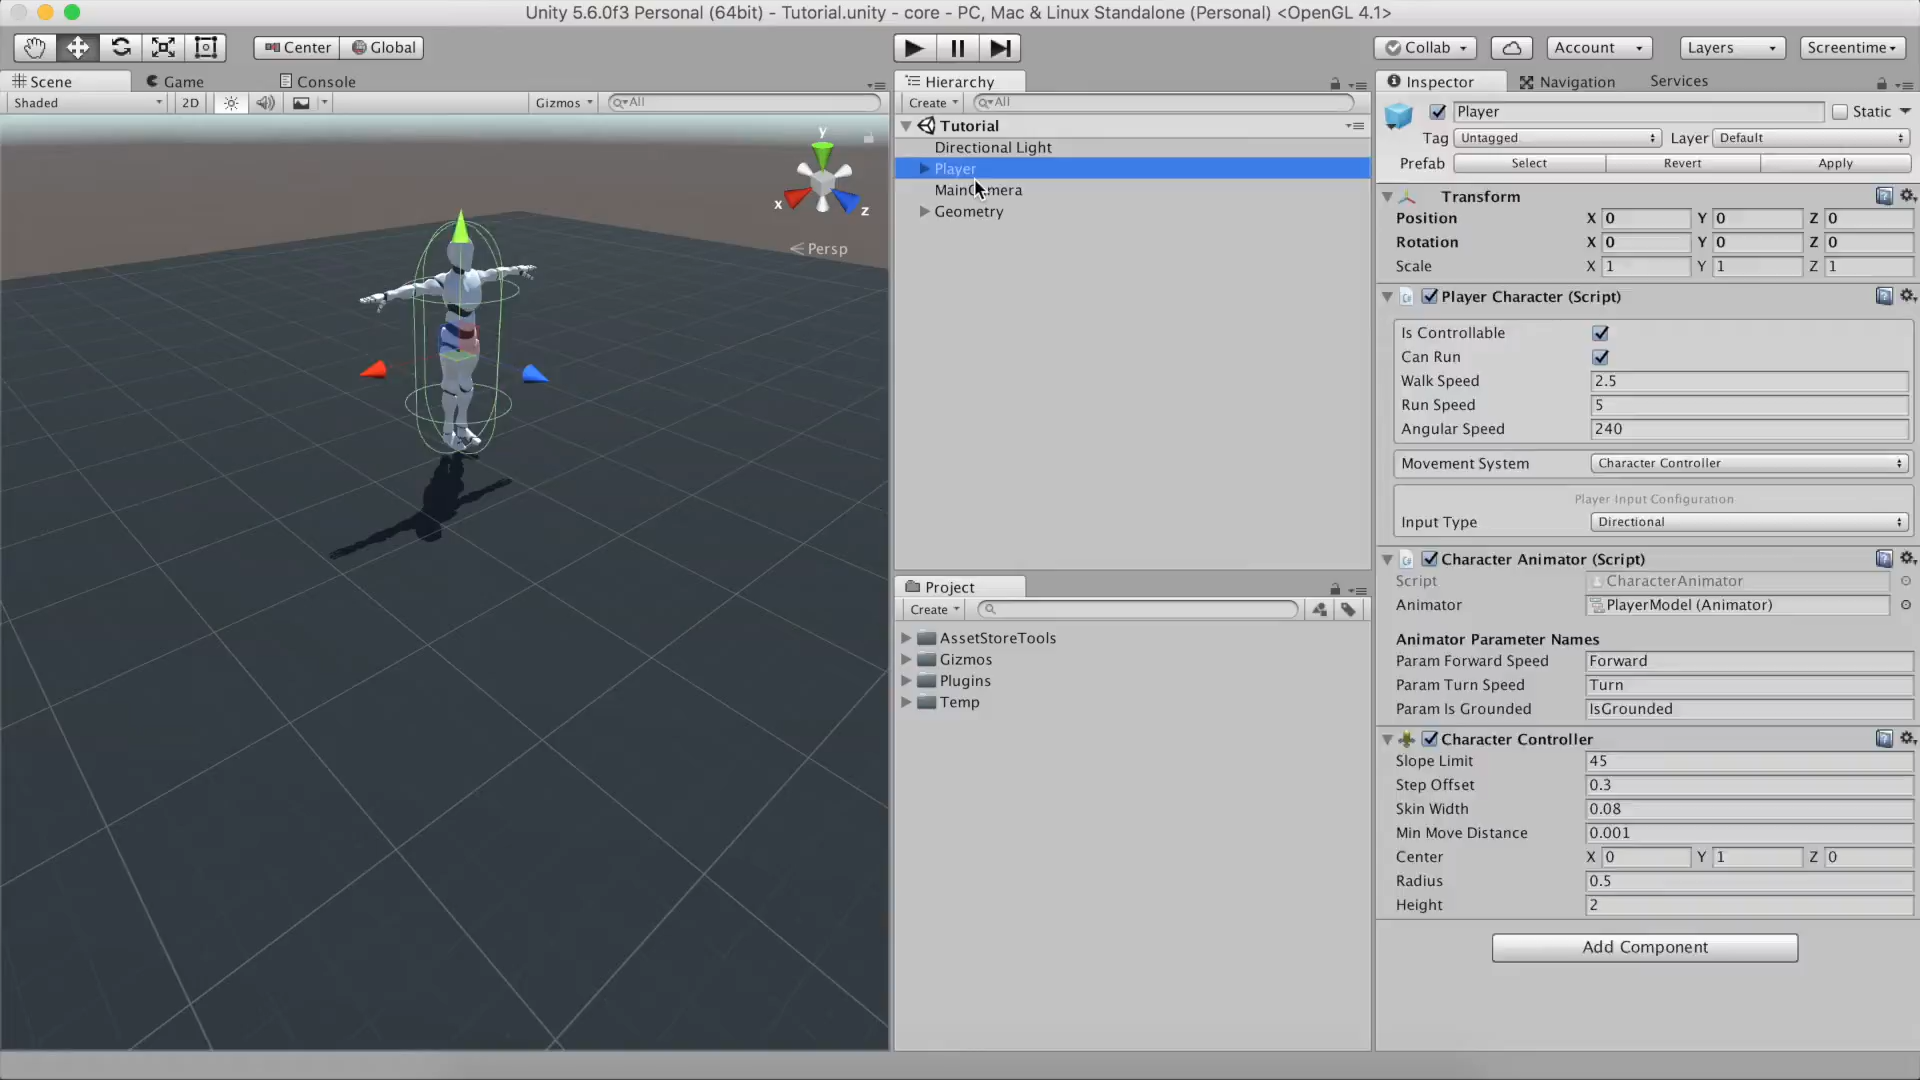 Unity 5.6.0f3 Personal (64bit) - Tutorial.unity - core - PC, Mac & Linux Standalone (Personal) <OpenGL 4.1>
Center Global Collab Account Layers Screentime
Scene Game Console
Shaded 2D Gizmos All
y
x
z
Persp
Hierarchy
Create All
Tutorial
Directional Light
Player
MainCamera
Geometry
Project
Create
AssetStoreTools
Gizmos
Plugins
Temp
Inspector Navigation Services
Player Static
Tag Untagged Layer Default
Prefab Select Revert Apply
Transform
Position X 0 Y 0 Z 0
Rotation X 0 Y 0 Z 0
Scale X 1 Y 1 Z 1
Player Character (Script)
Is Controllable
Can Run
Walk Speed 2.5
Run Speed 5
Angular Speed 240
Movement System Character Controller
Player Input Configuration
Input Type Directional
Character Animator (Script)
Script CharacterAnimator
Animator PlayerModel (Animator)
Animator Parameter Names
Param Forward Speed Forward
Param Turn Speed Turn
Param Is Grounded IsGrounded
Character Controller
Slope Limit 45
Step Offset 0.3
Skin Width 0.08
Min Move Distance 0.001
Center X 0 Y 1 Z 0
Radius 0.5
Height 2
Add Component